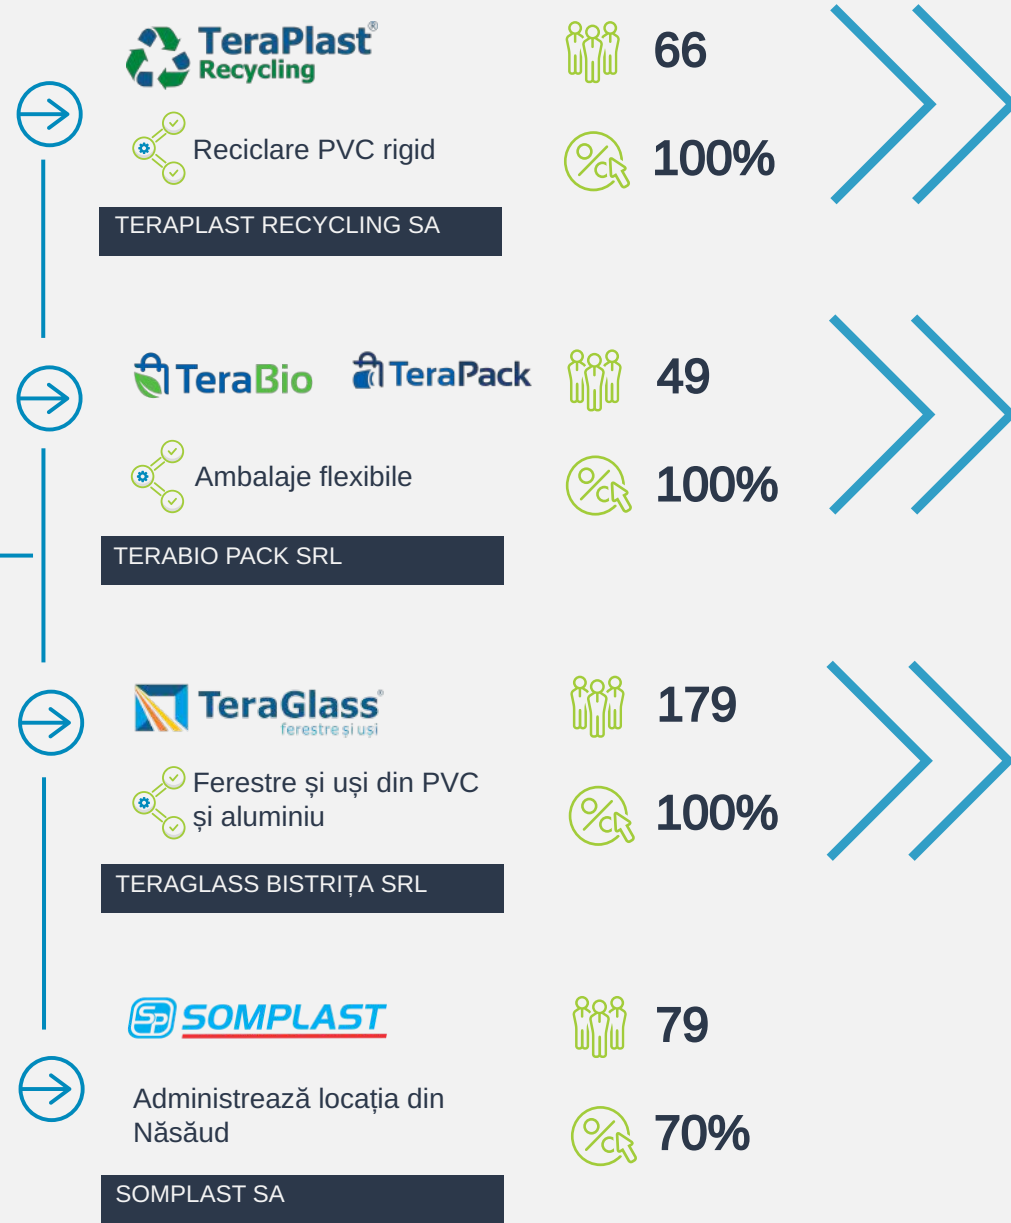 TeraPlast®
Recycling
66
Reciclare PVC rigid
100%
TERAPLAST RECYCLING SA
TeraBio
TeraPack
49
Ambalaje flexibile
100%
TERABIO PACK SRL
TeraGlass®
ferestre și uși
179
Ferestre și uși din PVC
și aluminiu
100%
TERAGLASS BISTRIȚA SRL
SP SOMPLAST
79
Administrează locația din
Năsăud
70%
SOMPLAST SA